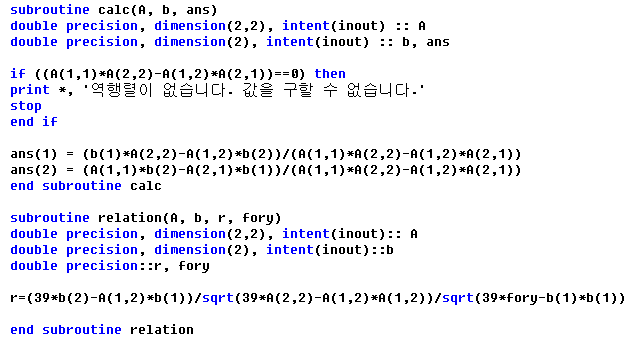 subroutine calc(A, b, ans)
double precision, dimension(2,2), intent(inout) :: A
double precision, dimension(2), intent(inout) :: b, ans
if ((A(1,1)*A(2,2)-A(1,2)*A(2,1))==0) then
print *, '역행렬이 없습니다. 값을 구할 수 없습니다.'
stop
end if
ans(1) = (b(1)*A(2,2)-A(1,2)*b(2))/(A(1,1)*A(2,2)-A(1,2)*A(2,1))
ans(2) = (A(1,1)*b(2)-A(2,1)*b(1))/(A(1,1)*A(2,2)-A(1,2)*A(2,1))
end subroutine calc
subroutine relation(A, b, r, fory)
double precision, dimension(2,2), intent(inout):: A
double precision, dimension(2), intent(inout)::b
double precision::r, fory
r=(39*b(2)-A(1,2)*b(1))/sqrt(39*A(2,2)-A(1,2)*A(1,2))/sqrt(39*fory-b(1)*b(1))
end subroutine relation